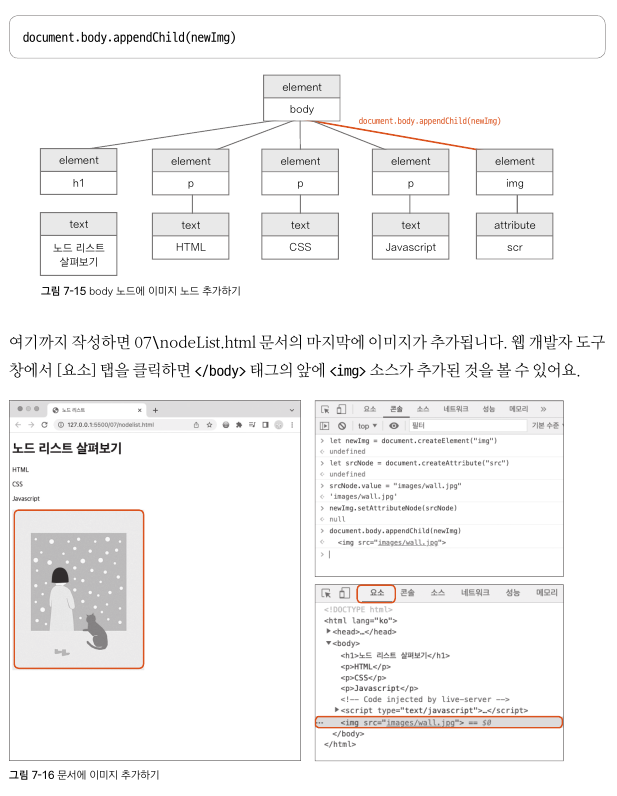 document.body.appendChild(newImg)
element
body
document.body.appendChild(newImg)
element
element
element
element
element
h1
p
p
p
img
text
text
text
text
attribute
노드 리스트
살펴보기
HTML
CSS
Javascript
scr
그림 7-15 body 노드에 이미지 노드 추가하기
여기까지 작성하면 07\nodeList.html 문서의 마지막에 이미지가 추가됩니다. 웹 개발자 도구
창에서 [요소] 탭을 클릭하면 </body> 태그의 앞에 <img> 소스가 추가된 것을 볼 수 있어요.
노드 리스트
127.0.0.1:5500/07/nodelist.html
노드 리스트 살펴보기
HTML
CSS
Javascript
요소 콘솔 소스 네트워크 성능 메모리 »
top ▼ 필터 기본 수준
> let newImg = document.createElement("img")
< undefined
> let srcNode = document.createAttribute("src")
< undefined
> srcNode.value = "images/wall.jpg"
< 'images/wall.jpg'
> newImg.setAttributeNode(srcNode)
< null
> document.body.appendChild(newImg)
< <img src="images/wall.jpg">
>
요소 콘솔 소스 네트워크 성능 메모리
<!DOCTYPE html>
<html lang="ko">
▶<head>…</head>
▼<body>
<h1>노드 리스트 살펴보기</h1>
<p>HTML</p>
<p>CSS</p>
<p>Javascript</p>
<!-- Code injected by live-server -->
▶<script type="text/javascript">…</script>
<img src="images/wall.jpg"> == $0
</body>
</html>
그림 7-16 문서에 이미지 추가하기